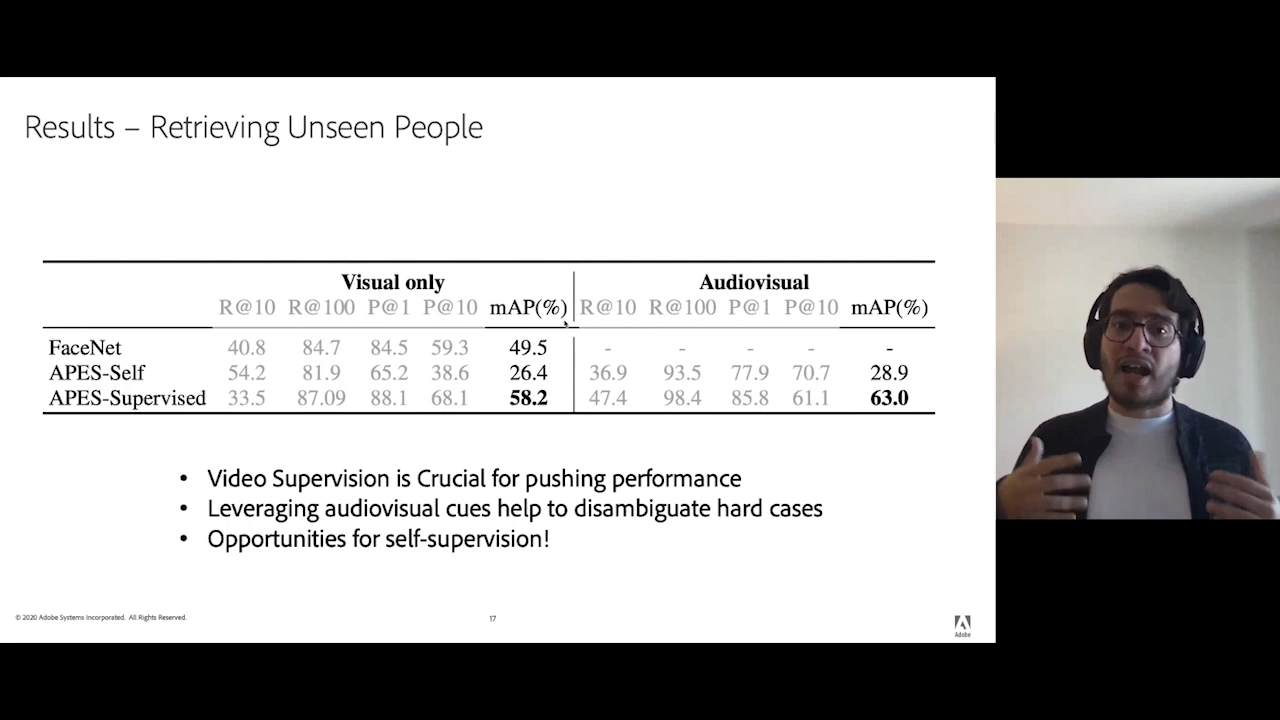 Results – Retrieving Unseen People
Visual only Audiovisual
R@10 R@100 P@1 P@10 mAP(%) R@10 R@100 P@1 P@10 mAP(%)
FaceNet 40.8 84.7 84.5 59.3 49.5 - - - - -
APES-Self 54.2 81.9 65.2 38.6 26.4 36.9 93.5 77.9 70.7 28.9
APES-Supervised 33.5 87.09 88.1 68.1 58.2 47.4 98.4 85.8 61.1 63.0
• Video Supervision is Crucial for pushing performance
• Leveraging audiovisual cues help to disambiguate hard cases
• Opportunities for self-supervision!
© 2020 Adobe Systems Incorporated. All Rights Reserved.
17
Adobe